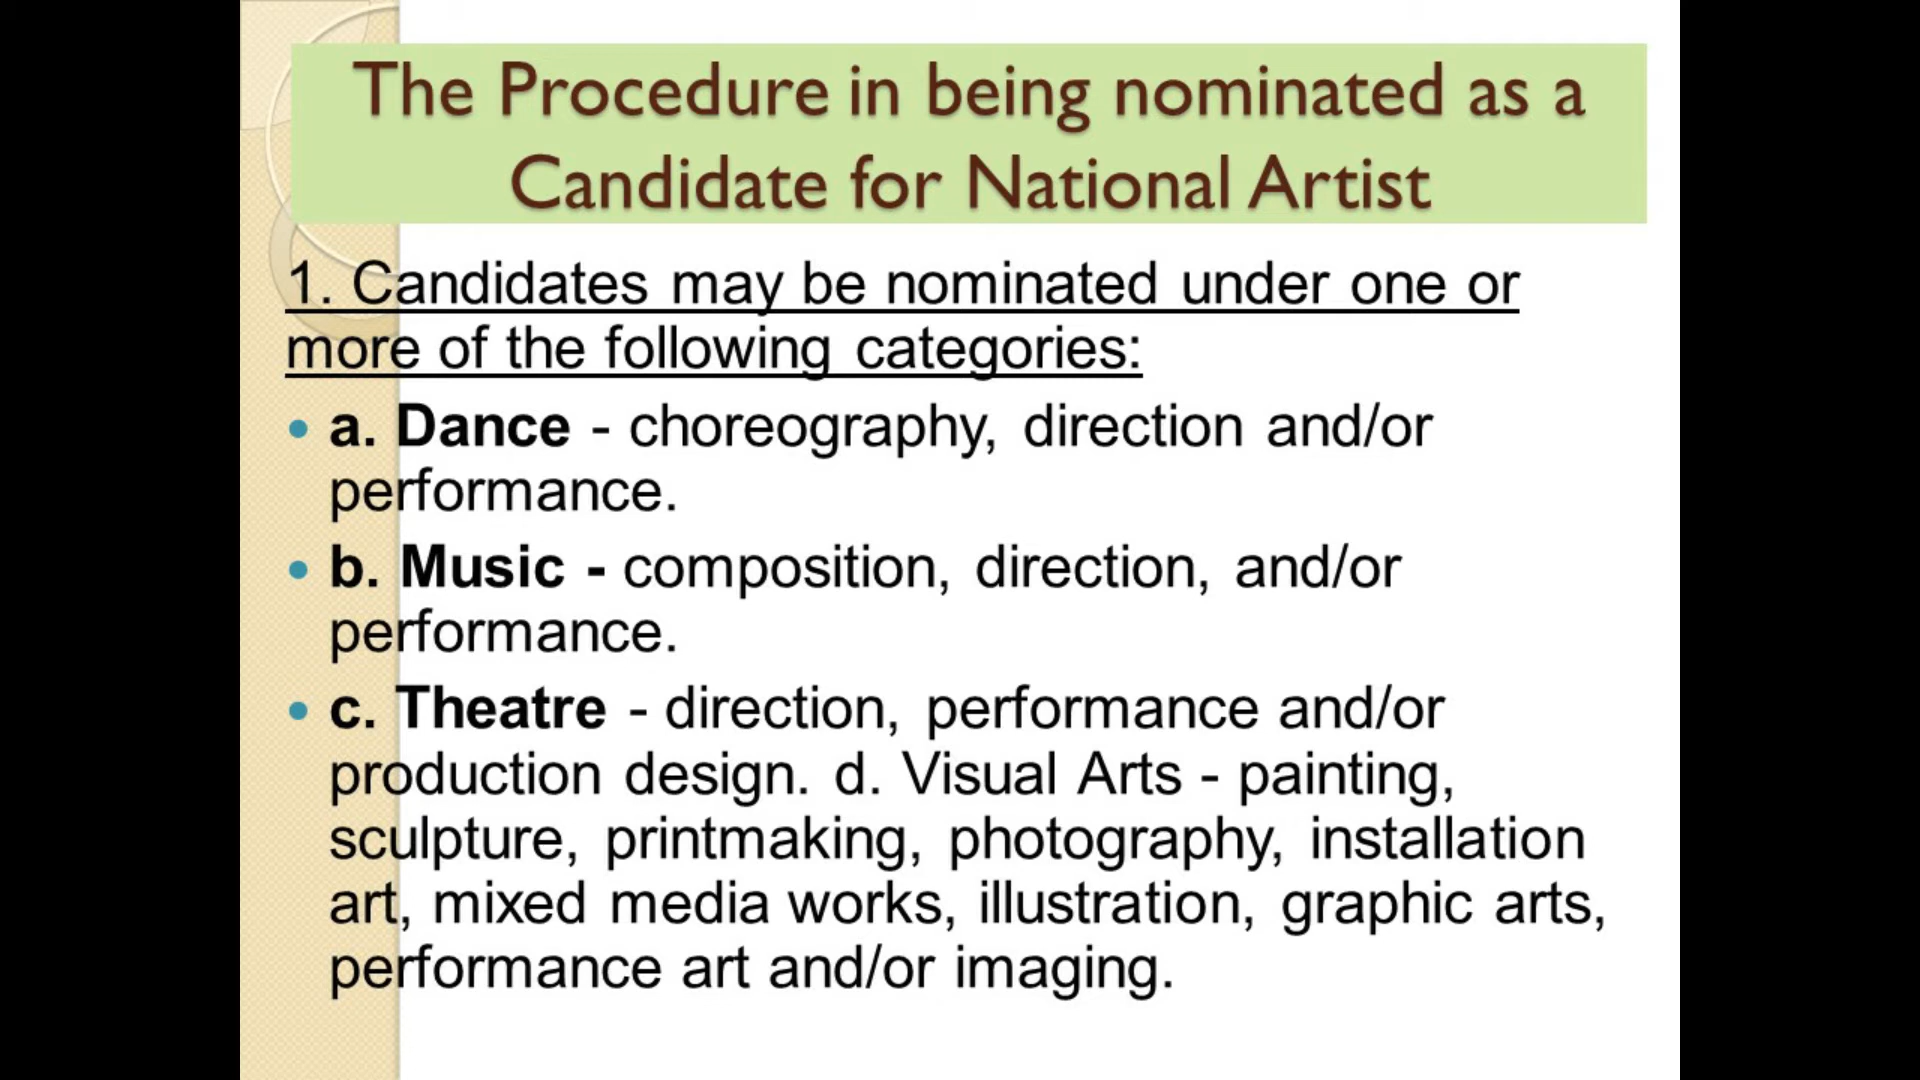 The Procedure in being nominated as a
Candidate for National Artist
1. Candidates may be nominated under one or
more of the following categories:
• a. Dance - choreography, direction and/or
performance.
• b. Music - composition, direction, and/or
performance.
• c. Theatre - direction, performance and/or
production design. d. Visual Arts - painting,
sculpture, printmaking, photography, installation
art, mixed media works, illustration, graphic arts,
performance art and/or imaging.